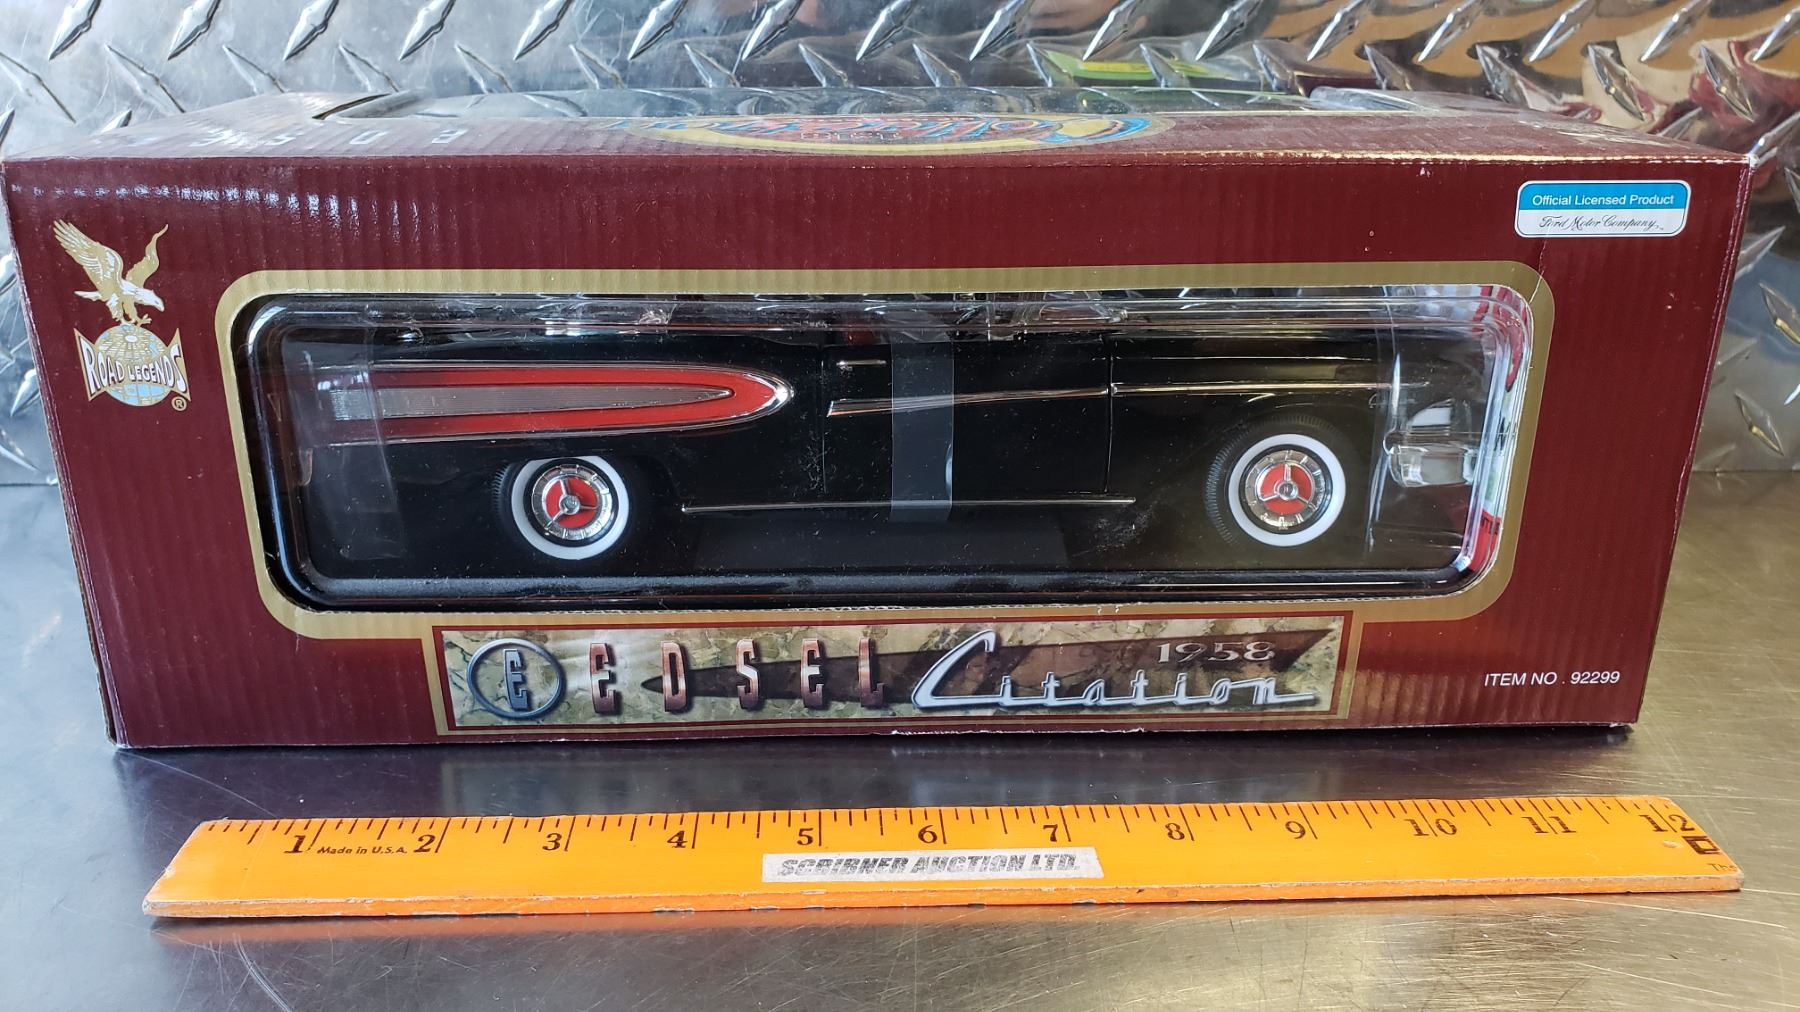 Official Licensed Product
Ford Motor Company
ROAD LEGENDS ®
E EDSEL Citation 1958
ITEM NO . 92299
1 2 3 4 5 6 7 8 9 10 11 12
Made in U.S.A.
SCRIBNER AUCTION LTD.